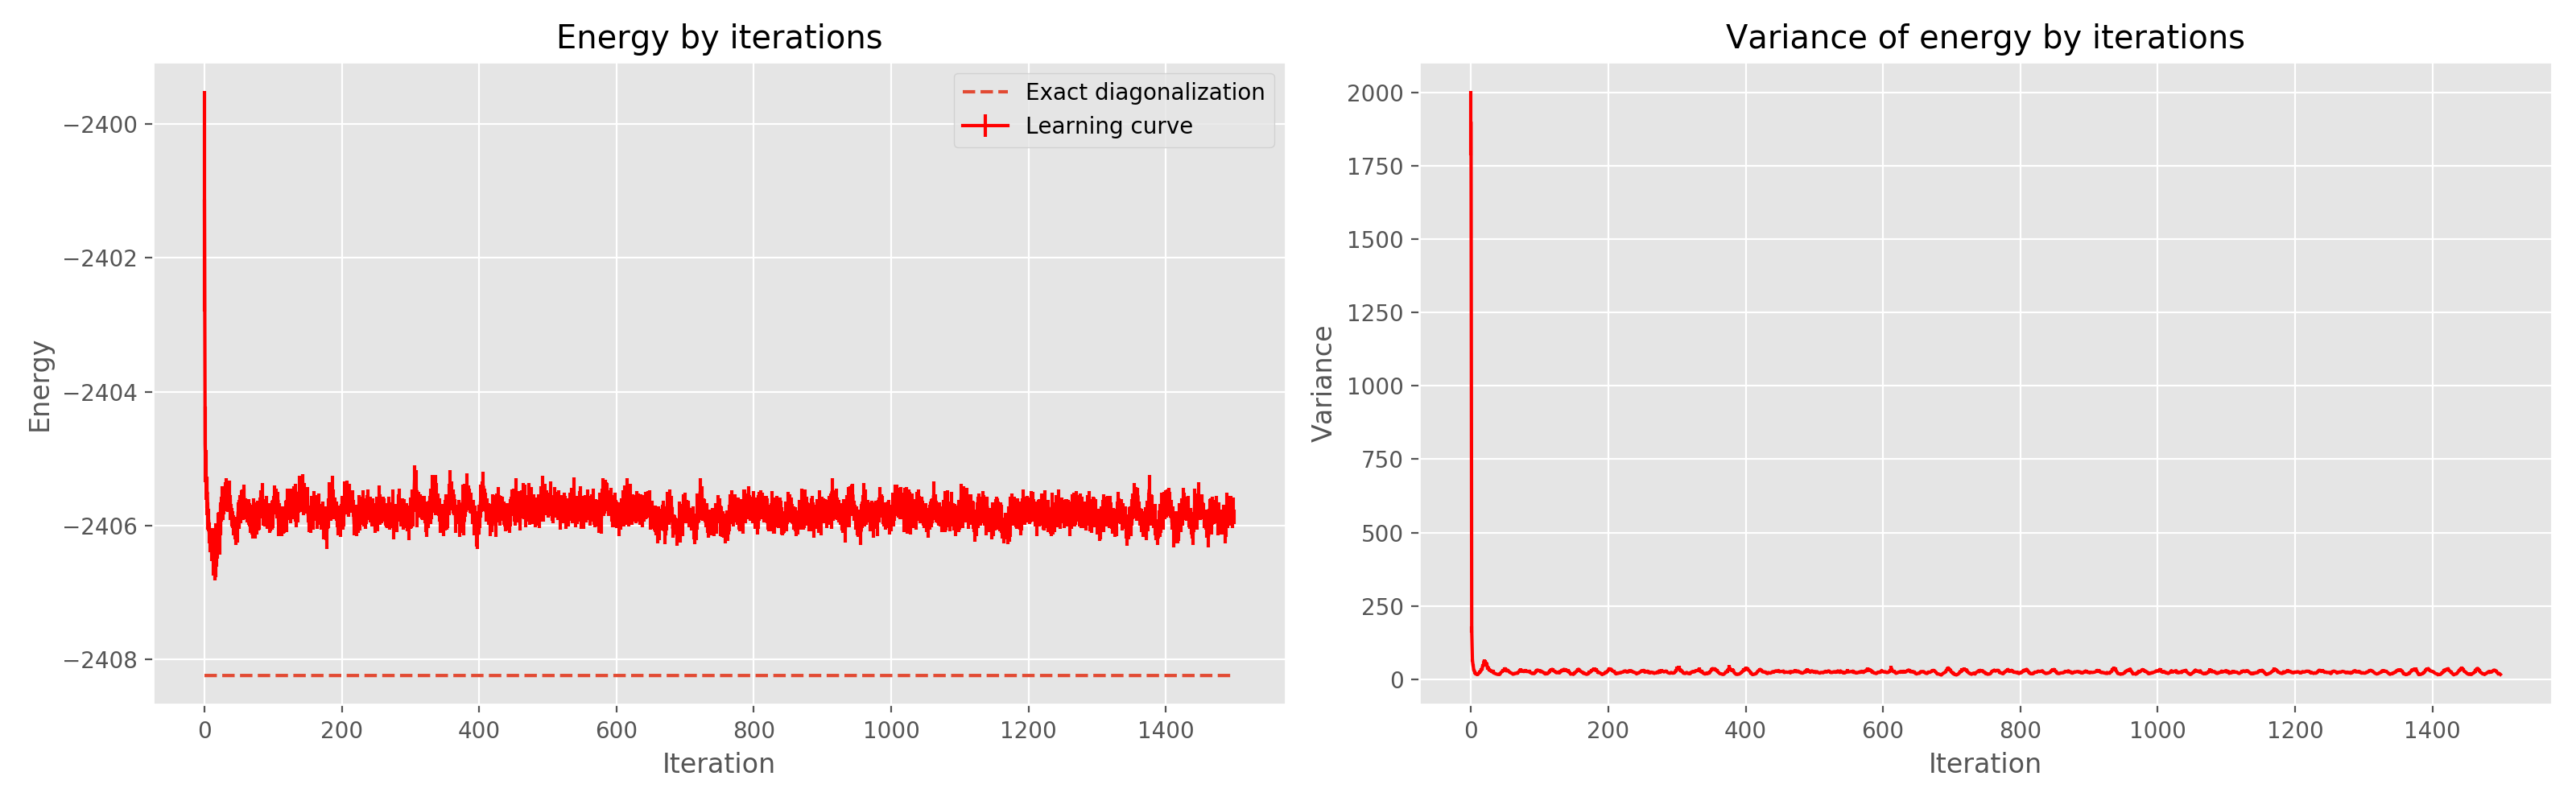 Energy by iterations
Exact diagonalization
Learning curve
−2400
−2402
−2404
−2406
−2408
Energy
0 200 400 600 800 1000 1200 1400
Iteration
Variance of energy by iterations
2000
1750
1500
1250
1000
750
500
250
0
Variance
0 200 400 600 800 1000 1200 1400
Iteration